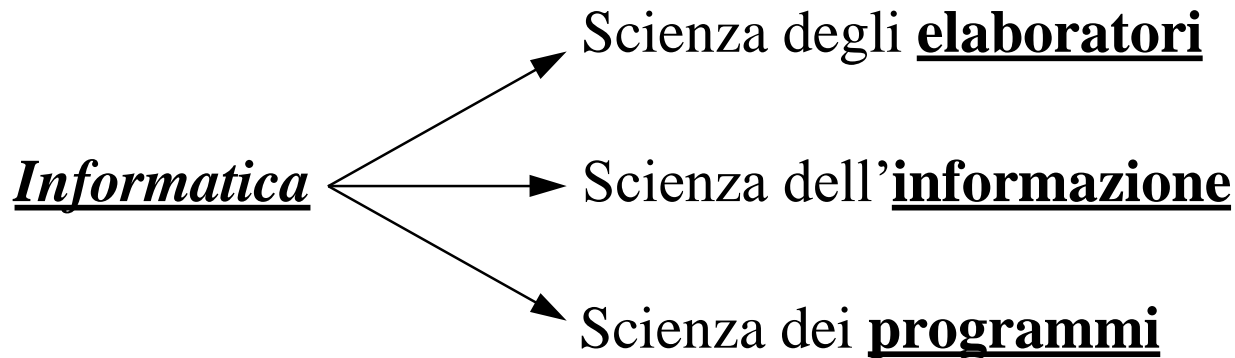 Scienza degli elaboratori
Informatica
Scienza dell'informazione
Scienza dei programmi